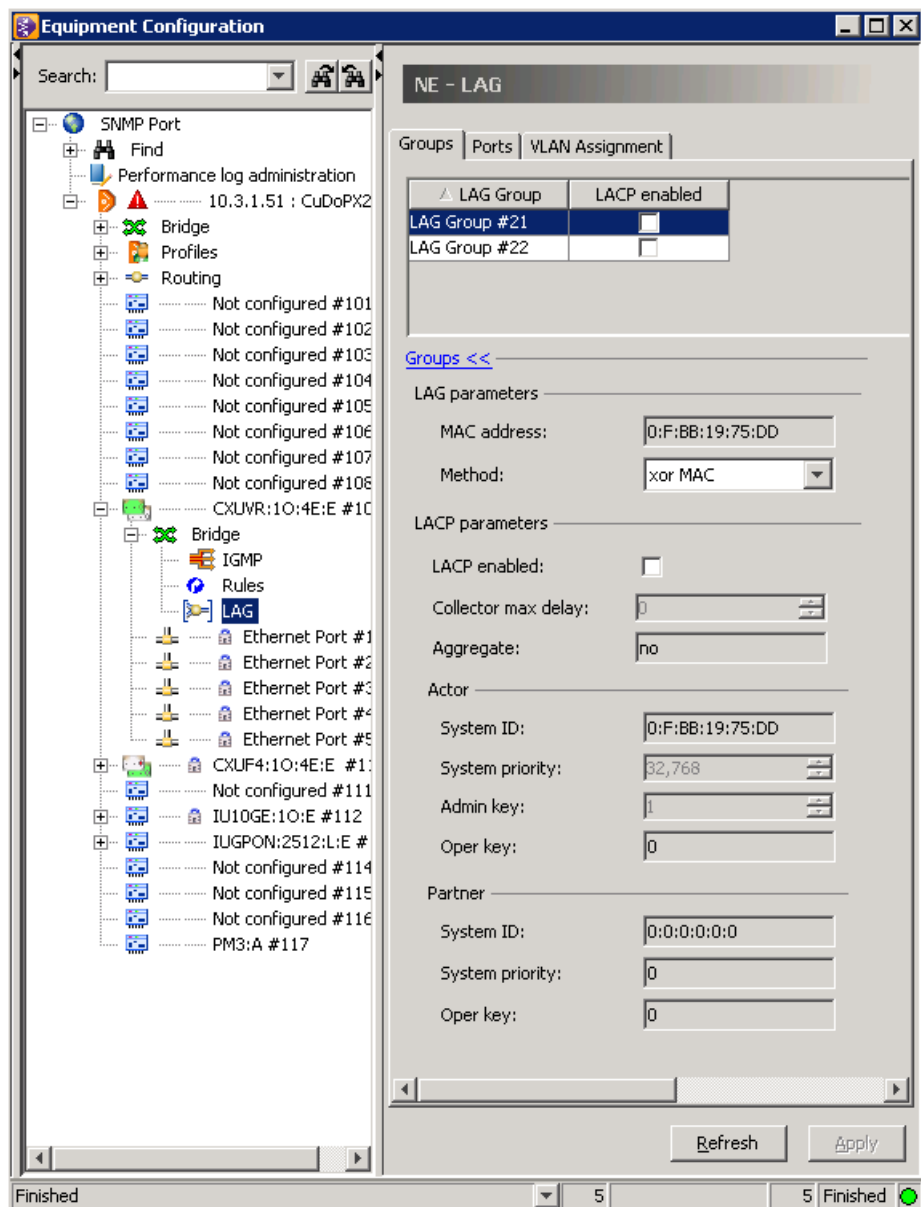 Equipment Configuration
Search:
SNMP Port
Find
Performance log administration
10.3.1.51 : CuDoPX2
Bridge
Profiles
Routing
Not configured #101
Not configured #102
Not configured #103
Not configured #104
Not configured #105
Not configured #106
Not configured #107
Not configured #108
CXUVR:1O:4E:E #10
Bridge
IGMP
Rules
LAG
Ethernet Port #1
Ethernet Port #2
Ethernet Port #3
Ethernet Port #4
Ethernet Port #5
CXUF4:1O:4E:E #11
Not configured #111
IU10GE:1O:E #112
IUGPON:2512:L:E #
Not configured #114
Not configured #115
Not configured #116
PM3:A #117
NE - LAG
Groups Ports VLAN Assignment
LAG Group LACP enabled
LAG Group #21
LAG Group #22
Groups <<
LAG parameters
MAC address: 0:F:BB:19:75:DD
Method: xor MAC
LACP parameters
LACP enabled:
Collector max delay: 0
Aggregate: no
Actor
System ID: 0:F:BB:19:75:DD
System priority: 32,768
Admin key: 1
Oper key: 0
Partner
System ID: 0:0:0:0:0:0
System priority: 0
Oper key: 0
Refresh Apply
Finished 5 5 Finished